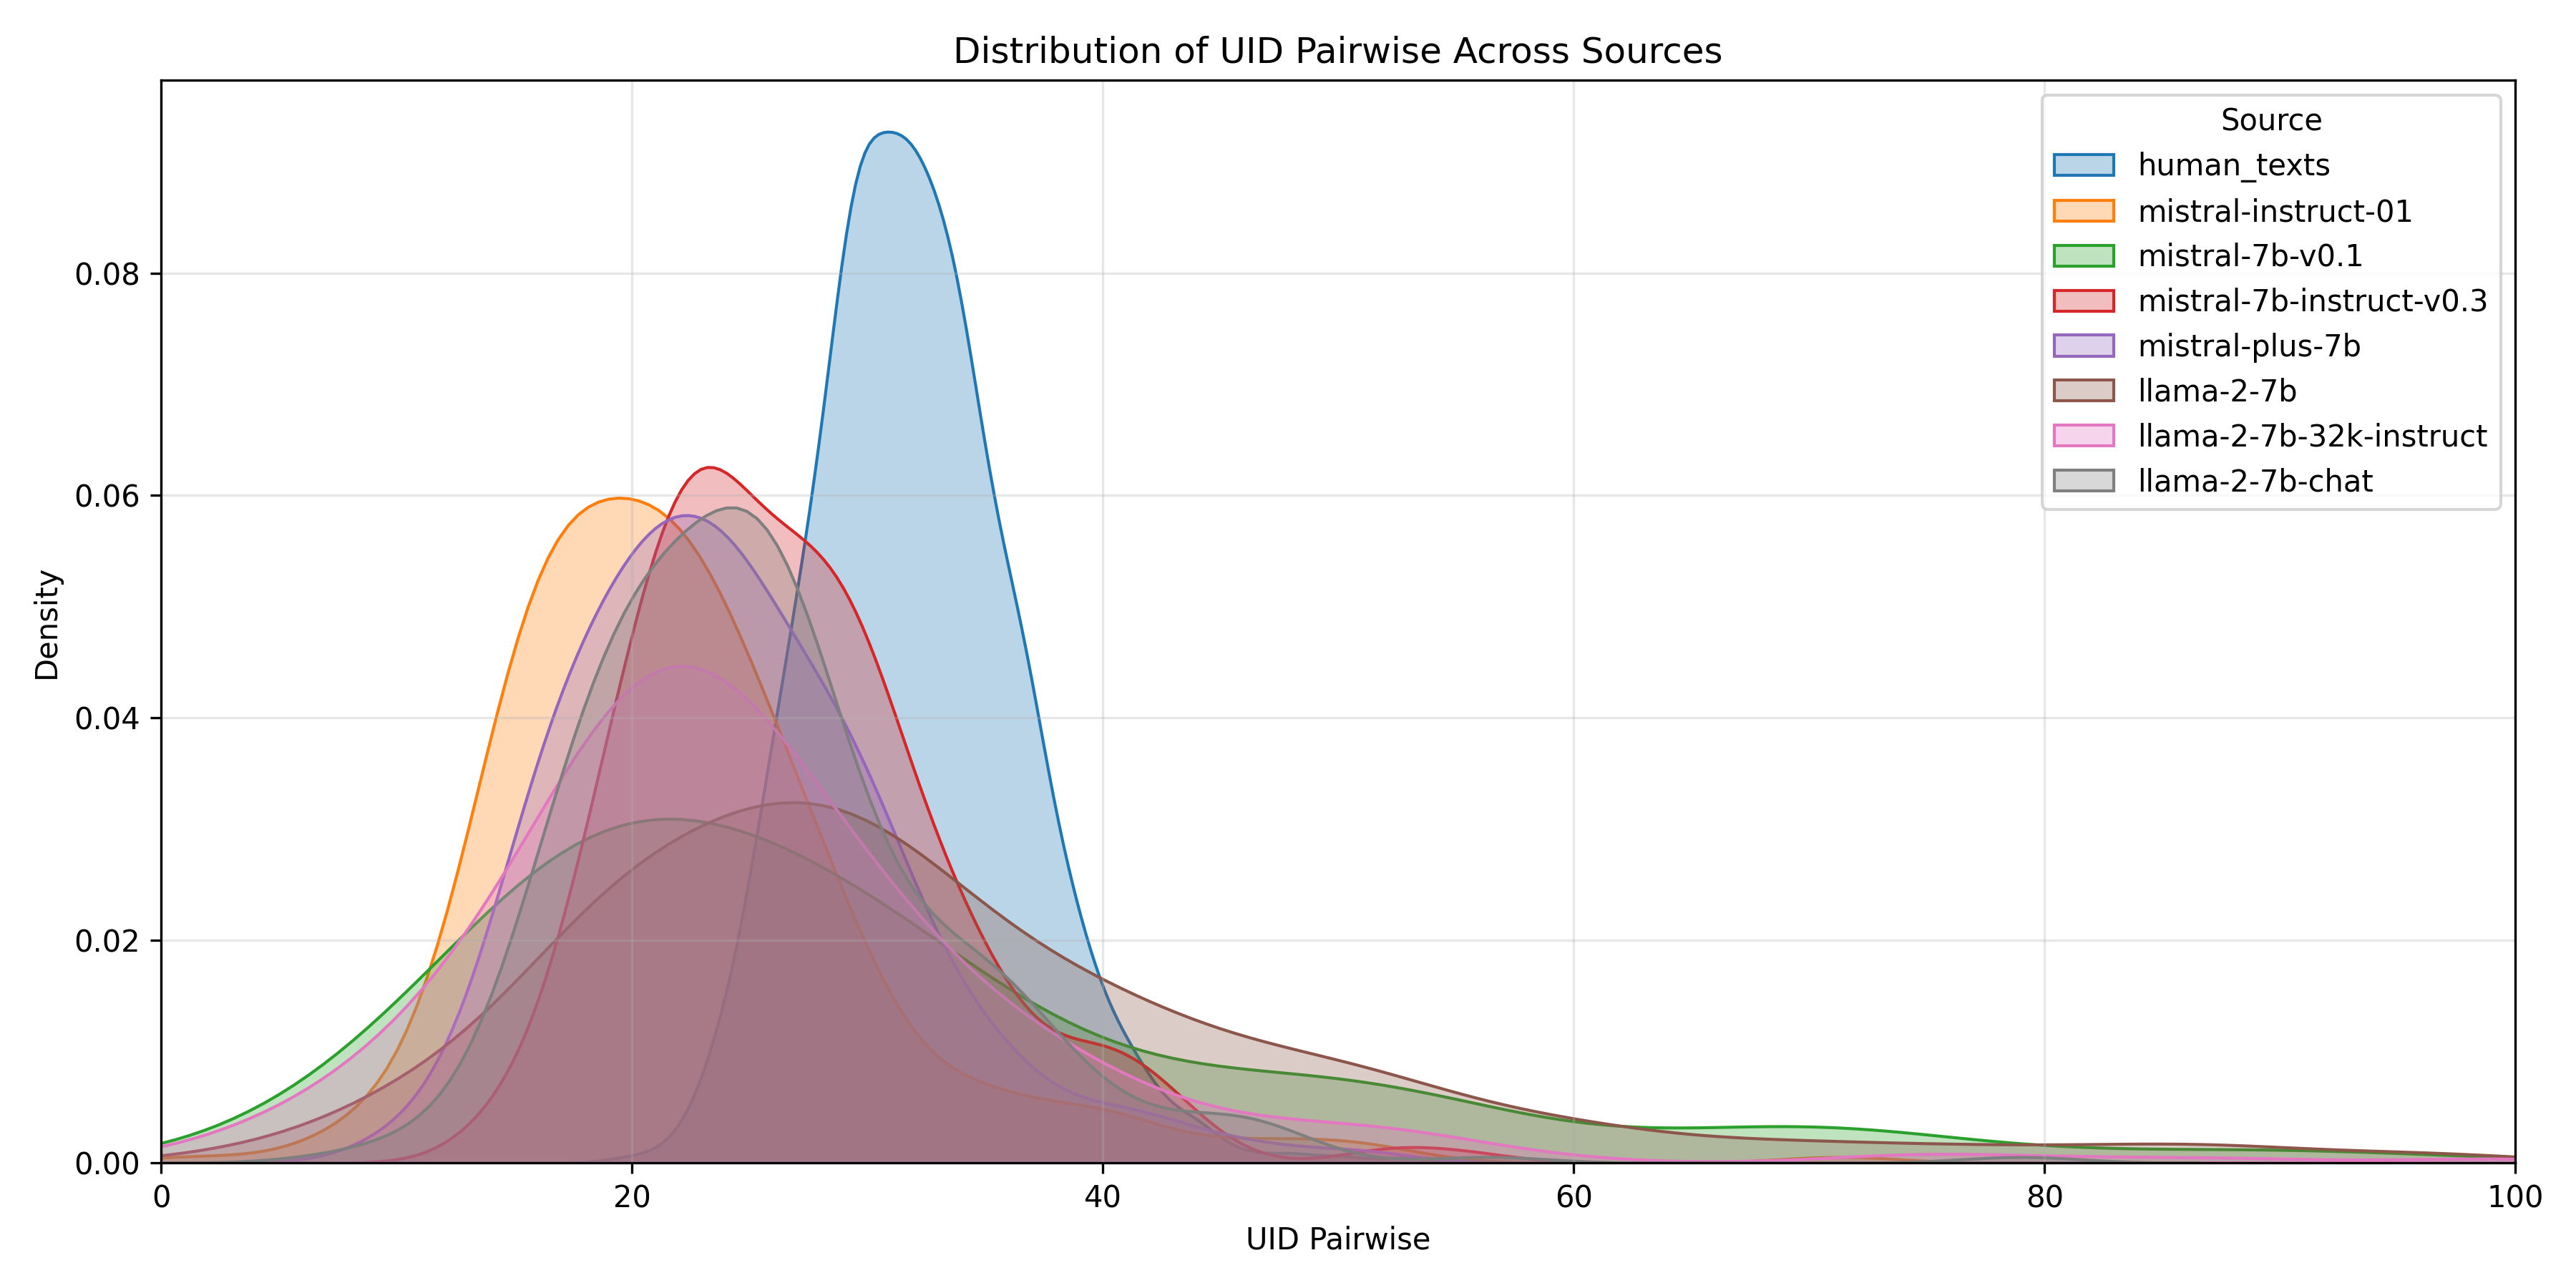 Distribution of UID Pairwise Across Sources
Source
human_texts
mistral-instruct-01
mistral-7b-v0.1
mistral-7b-instruct-v0.3
mistral-plus-7b
llama-2-7b
llama-2-7b-32k-instruct
llama-2-7b-chat
Density
0.08
0.06
0.04
0.02
0.00
0 20 40 60 80 100
UID Pairwise